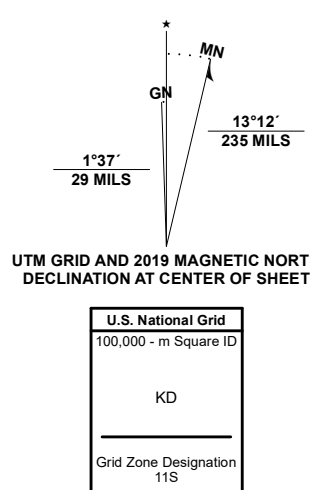 ★
MN
GN
13°12´
235 MILS
1°37´
29 MILS
UTM GRID AND 2019 MAGNETIC NORT
DECLINATION AT CENTER OF SHEET
U.S. National Grid
100,000 - m Square ID
KD
Grid Zone Designation
11S